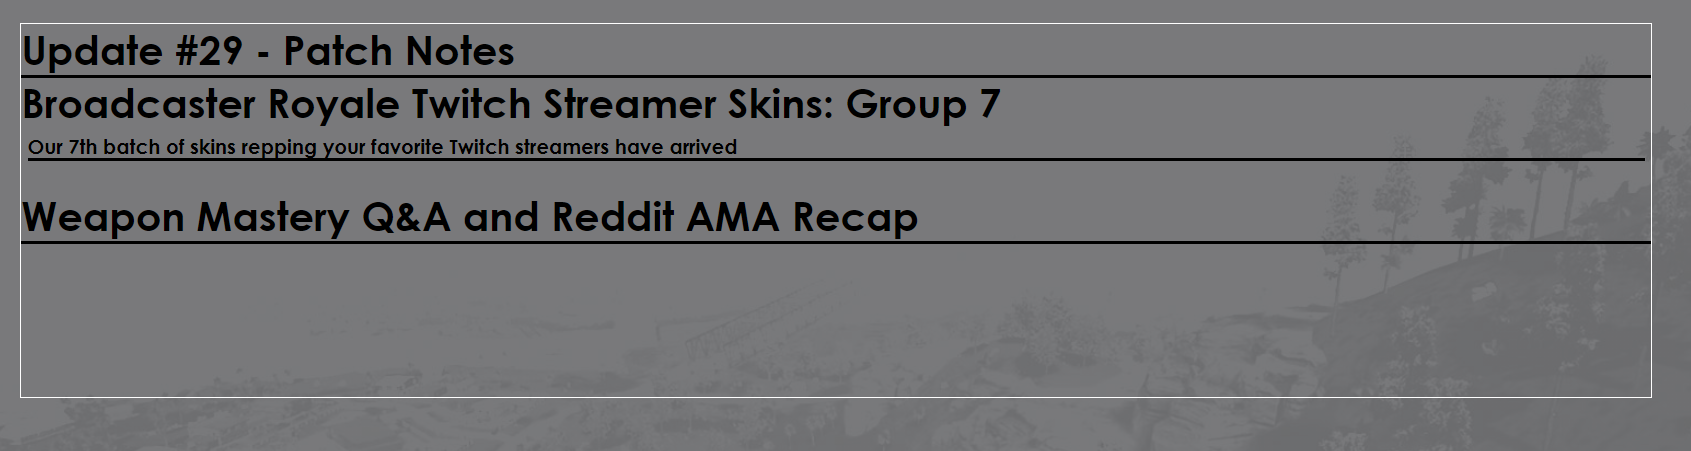 Update #29 - Patch Notes
Broadcaster Royale Twitch Streamer Skins: Group 7
Our 7th batch of skins repping your favorite Twitch streamers have arrived
Weapon Mastery Q&A and Reddit AMA Recap